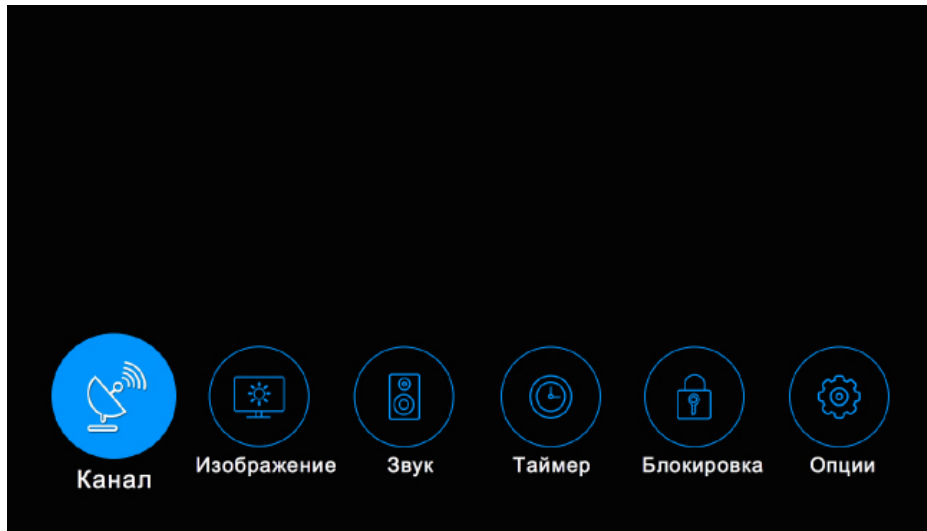 Канал
Изображение
Звук
Таймер
Блокировка
Опции